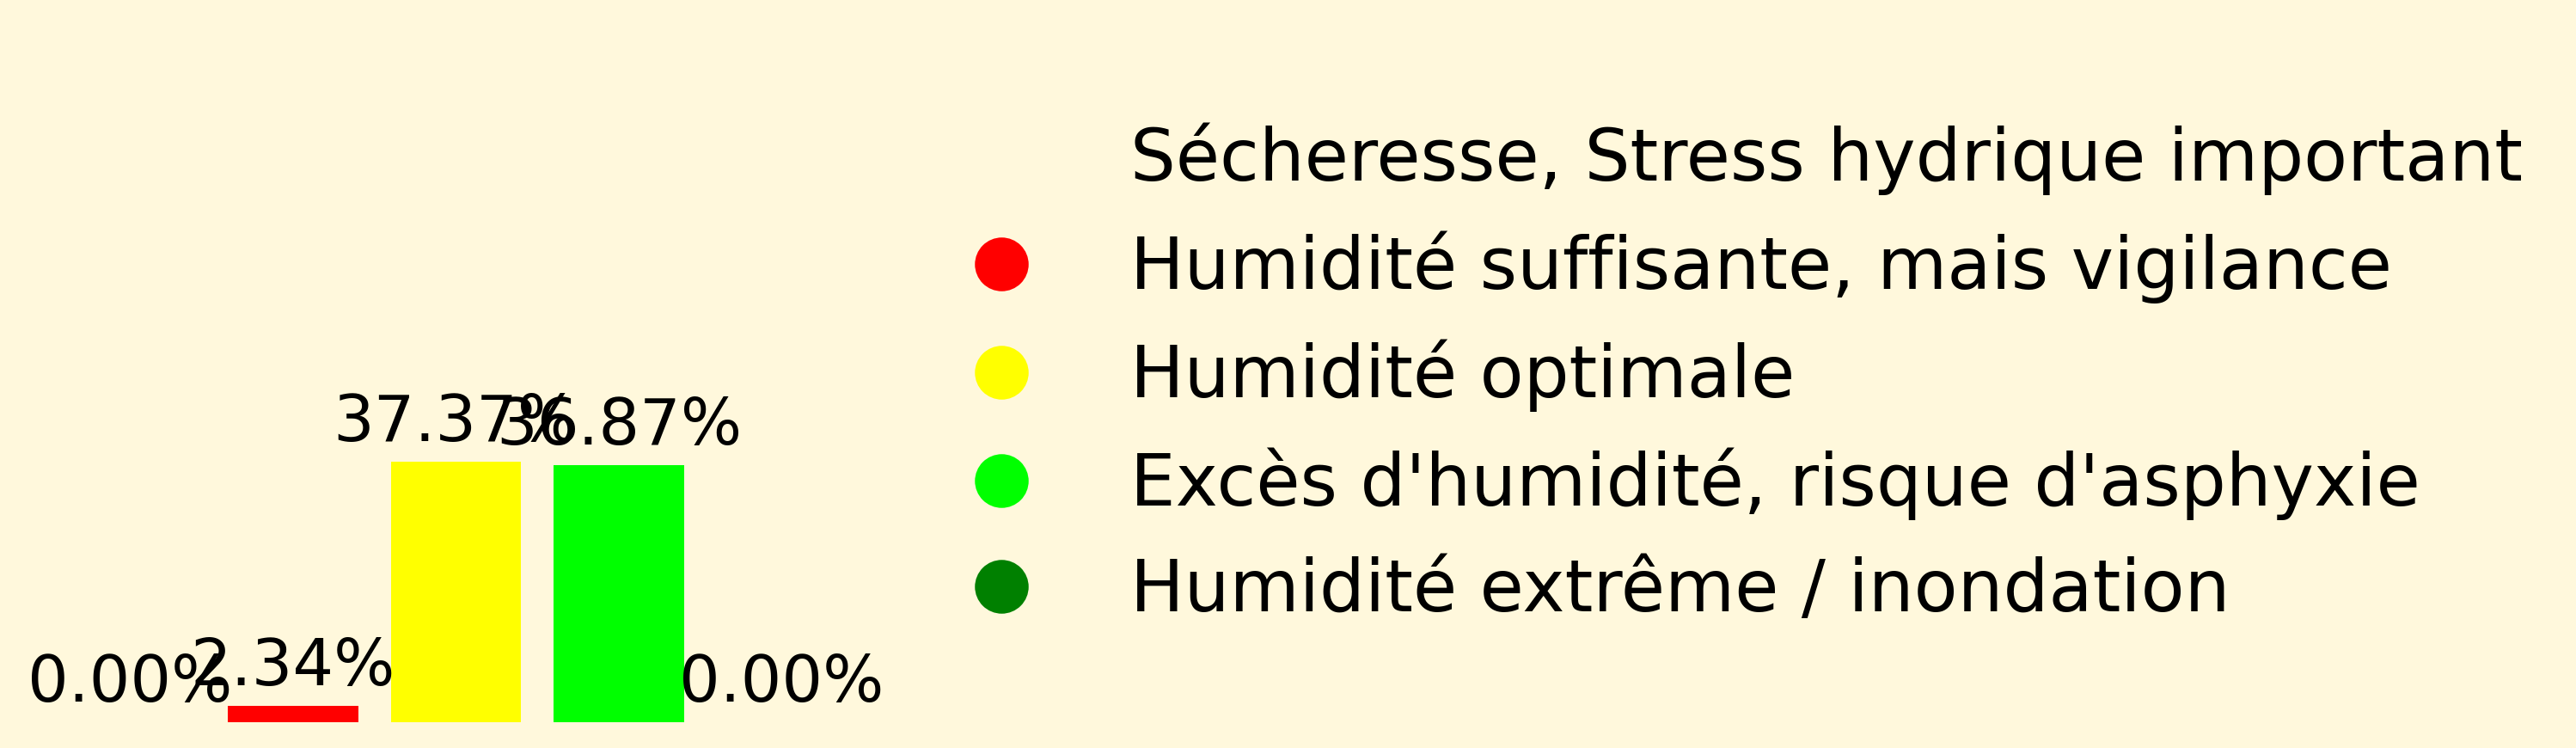 Sécheresse, Stress hydrique important
Humidité suffisante, mais vigilance
Humidité optimale
Excès d'humidité, risque d'asphyxie
Humidité extrême / inondation
37.37%
36.87%
2.34%
0.00%
0.00%